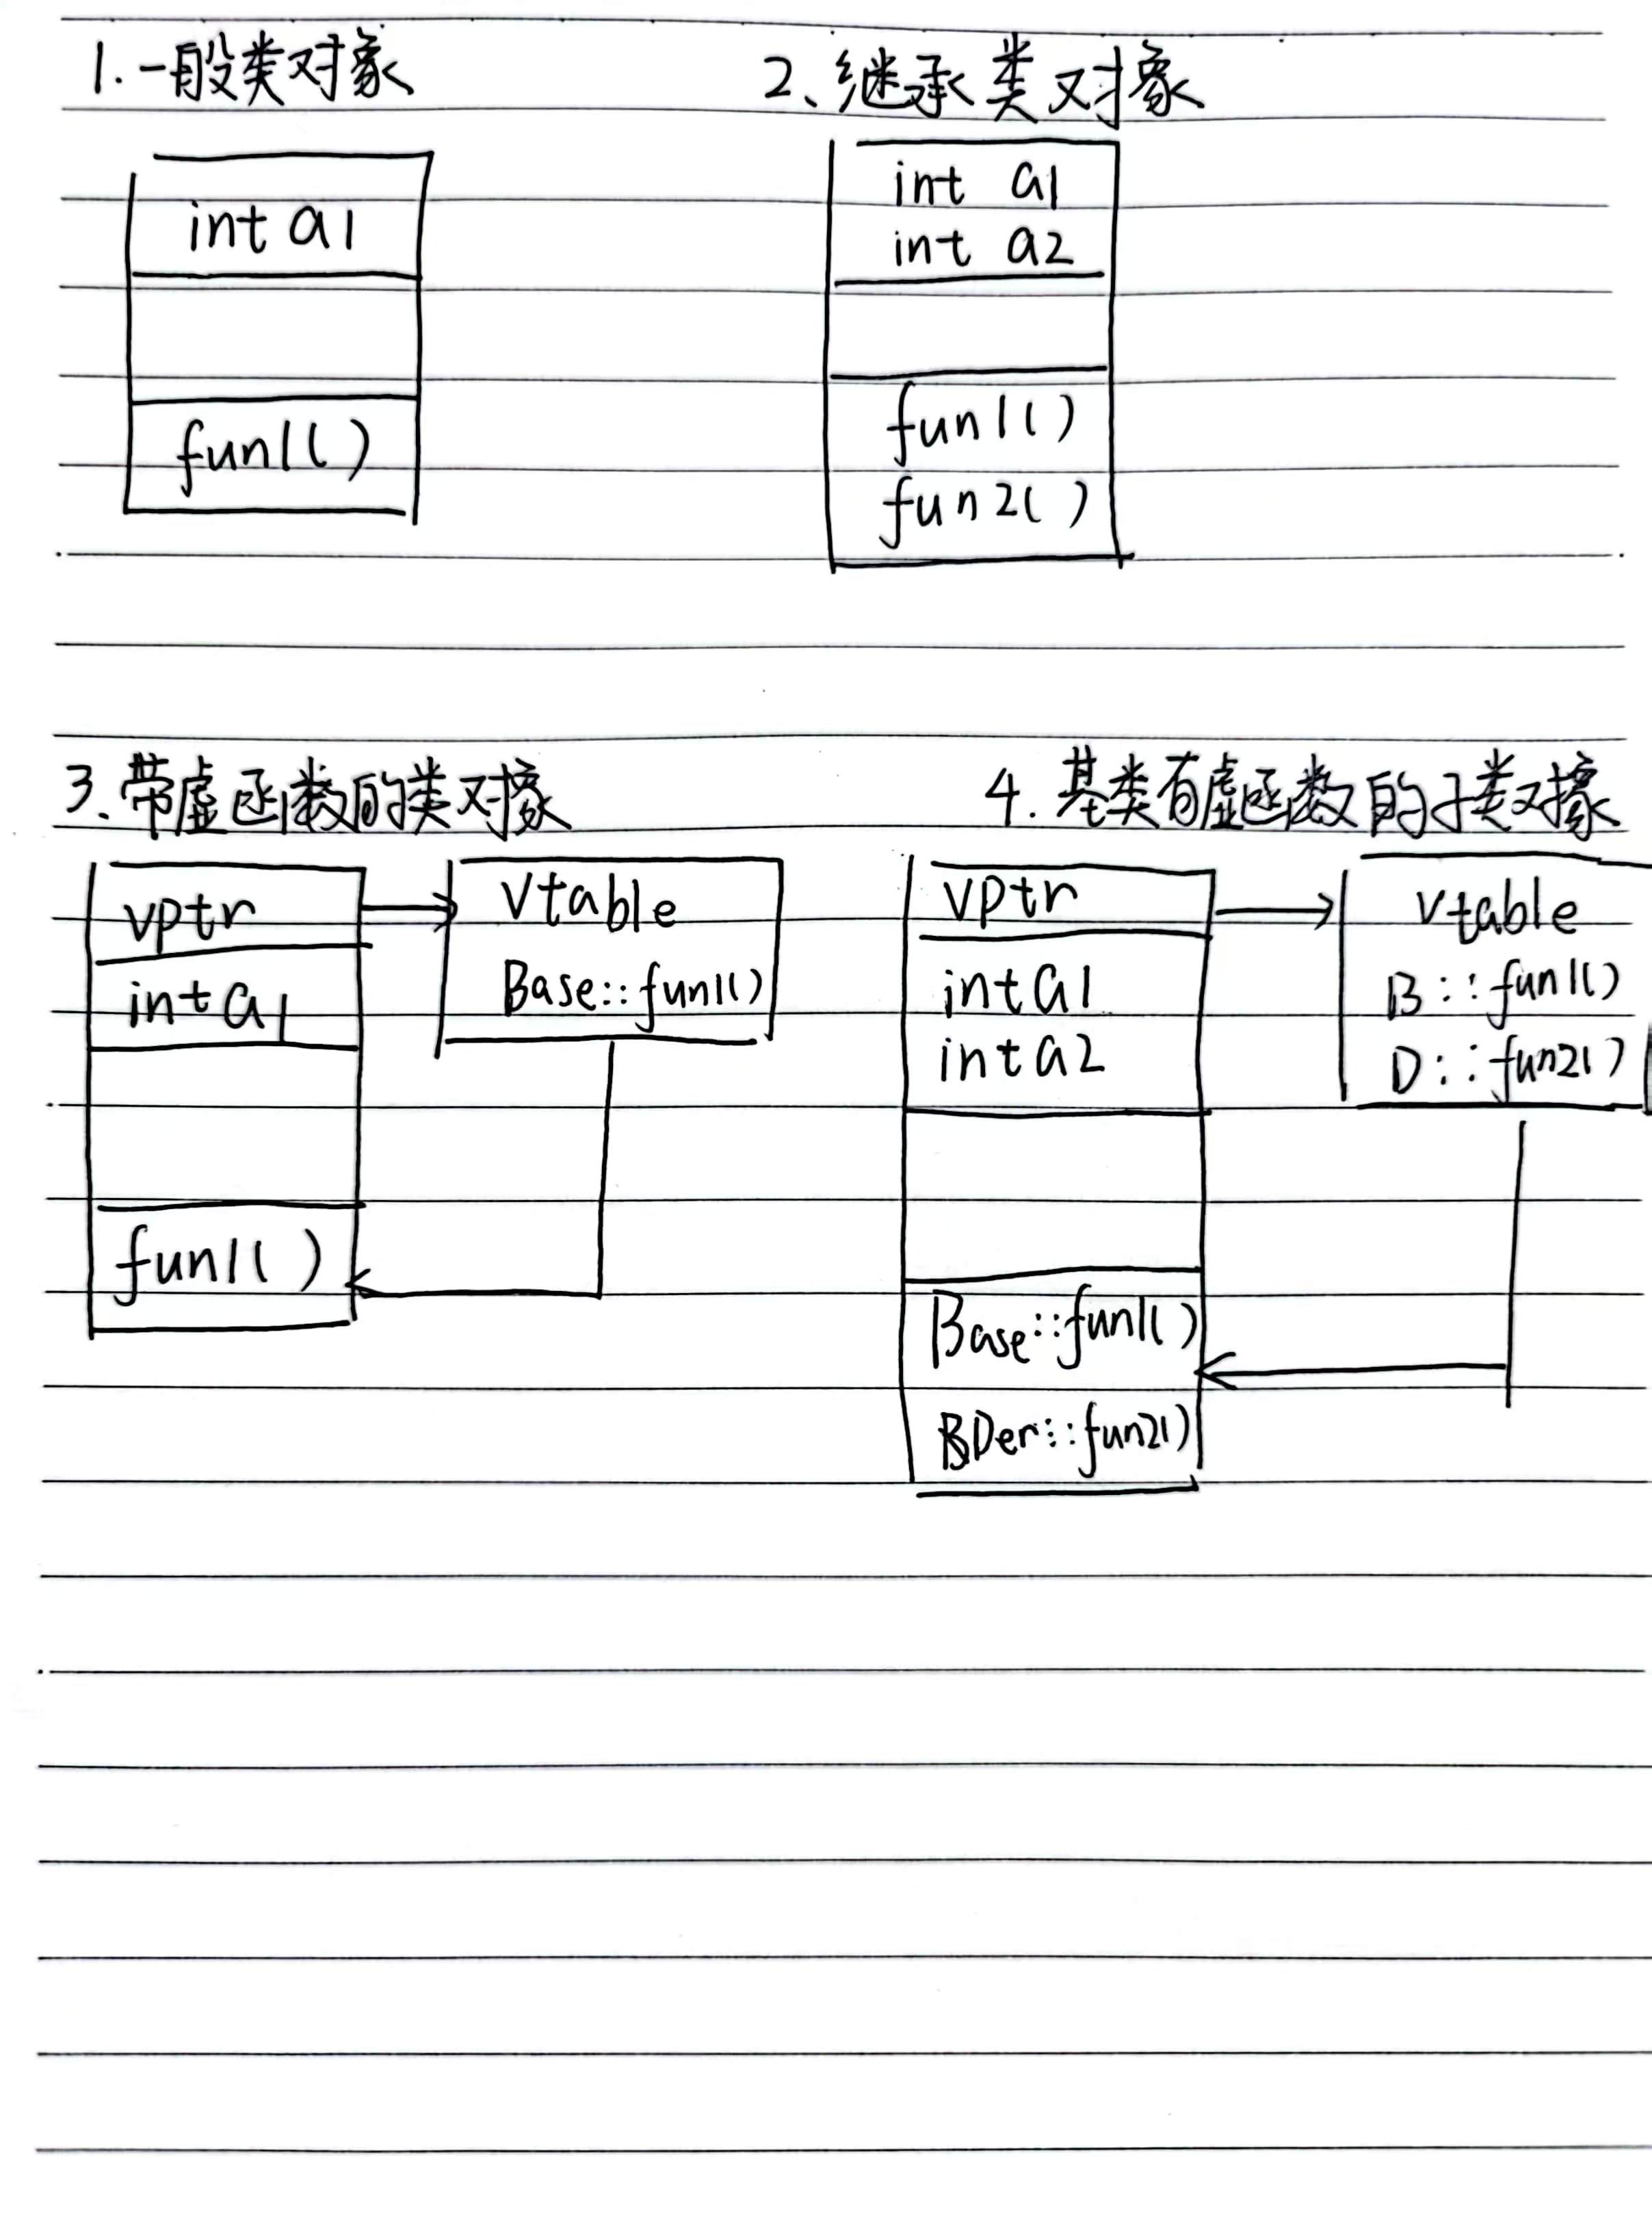 1.一般类对象
int a1
fun1()
2、继承类对象
int a1
int a2
fun1()
fun2()
3.带虚函数的类对象
vptr
int a1
fun1()
vtable
Base::fun1()
4.基类有虚函数的子类对象
vptr
int a1
int a2
Base::fun1()
Der::fun2()
vtable
B::fun1()
D::fun2()